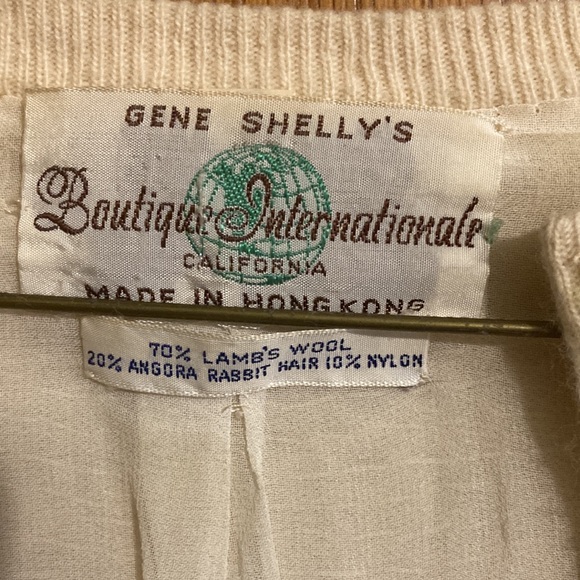 GENE SHELLY'S
Boutique Internationale
CALIFORNIA
MADE IN HONG KONG
70% LAMB'S WOOL
20% ANGORA RABBIT HAIR 10% NYLON